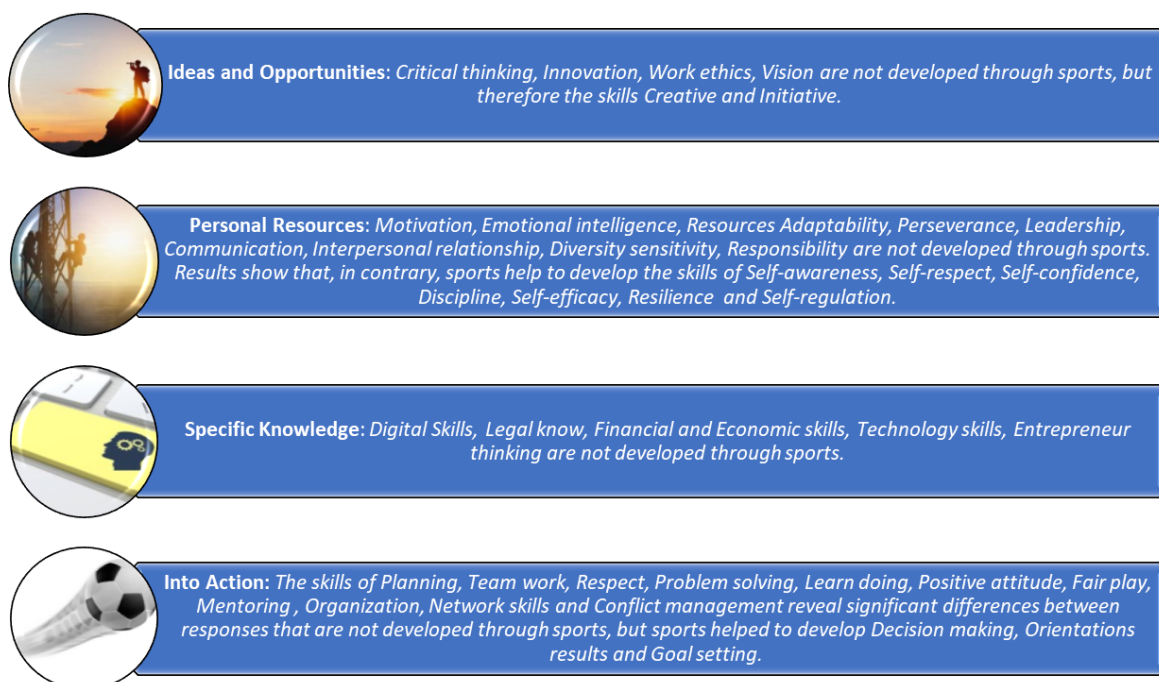 Ideas and Opportunities: Critical thinking, Innovation, Work ethics, Vision are not developed through sports, but
therefore the skills Creative and Initiative.
Personal Resources: Motivation, Emotional intelligence, Resources Adaptability, Perseverance, Leadership,
Communication, Interpersonal relationship, Diversity sensitivity, Responsibility are not developed through sports.
Results show that, in contrary, sports help to develop the skills of Self-awareness, Self-respect, Self-confidence,
Discipline, Self-efficacy, Resilience and Self-regulation.
Specific Knowledge: Digital Skills, Legal know, Financial and Economic skills, Technology skills, Entrepreneur
thinking are not developed through sports.
Into Action: The skills of Planning, Team work, Respect, Problem solving, Learn doing, Positive attitude, Fair play,
Mentoring , Organization, Network skills and Conflict management reveal significant differences between
responses that are not developed through sports, but sports helped to develop Decision making, Orientations
results and Goal setting.